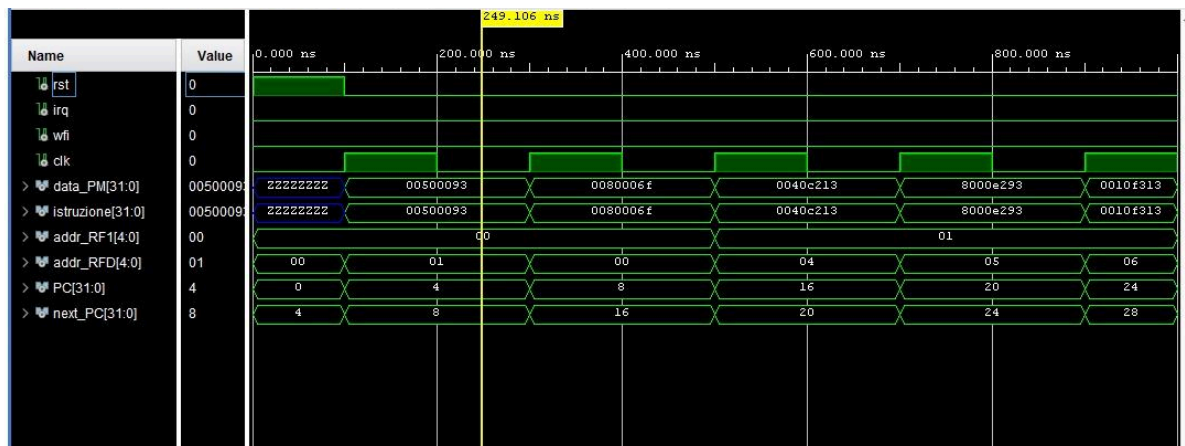 249.106 ns
Name Value 0.000 ns 200.000 ns 400.000 ns 600.000 ns 800.000 ns
rst 0
irq 0
wfi 0
clk 0
data_PM[31:0] 0050009 ZZZZZZZZ 00500093 0080006f 0040c213 8000e293 0010f313
istruzione[31:0] 0050009 ZZZZZZZZ 00500093 0080006f 0040c213 8000e293 0010f313
addr_RF1[4:0] 00 00 01
addr_RFD[4:0] 01 00 01 00 04 05 06
PC[31:0] 4 0 4 8 16 20 24
next_PC[31:0] 8 4 8 16 20 24 28